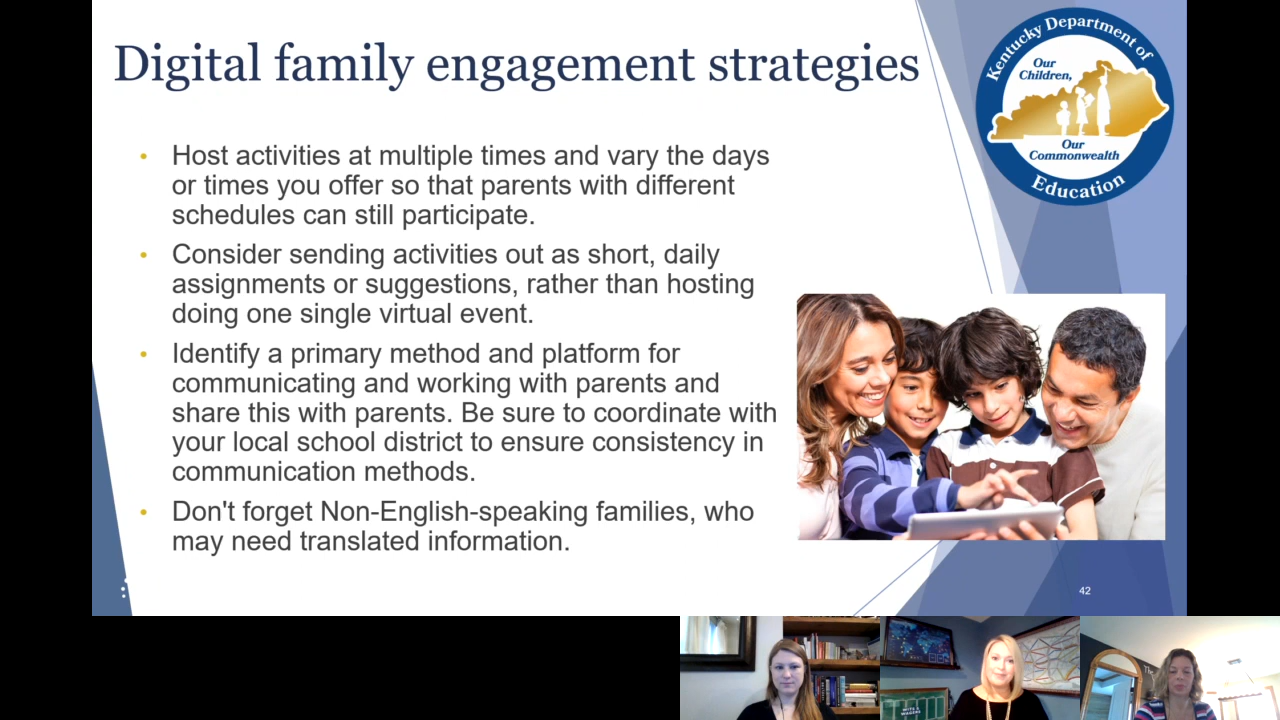 Digital family engagement strategies
Kentucky Department of
Our
Children,
Our
Commonwealth
Education
• Host activities at multiple times and vary the days
or times you offer so that parents with different
schedules can still participate.
• Consider sending activities out as short, daily
assignments or suggestions, rather than hosting
doing one single virtual event.
• Identify a primary method and platform for
communicating and working with parents and
share this with parents. Be sure to coordinate with
your local school district to ensure consistency in
communication methods.
• Don't forget Non-English-speaking families, who
may need translated information.
42